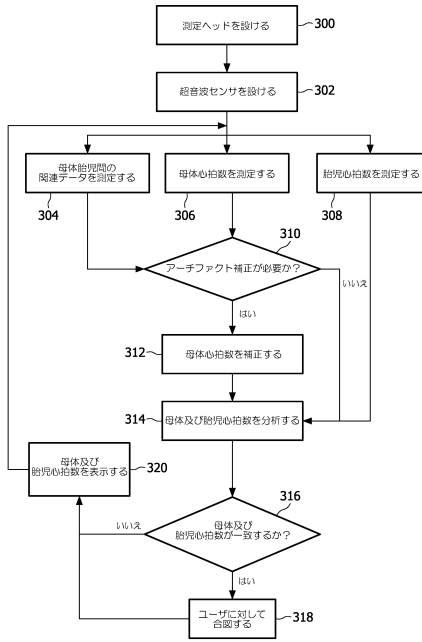 測定ヘッドを設ける
300
超音波センサを設ける
302
母体胎児間の
関連データを測定する
304
母体心拍数を測定する
306
胎児心拍数を測定する
308
310
アーチファクト補正が必要か?
いいえ
はい
312
母体心拍数を補正する
314
母体及び胎児心拍数を分析する
母体及び
胎児心拍数を表示する
320
316
母体及び
胎児心拍数が一致するか?
いいえ
はい
ユーザに対して
合図する
318